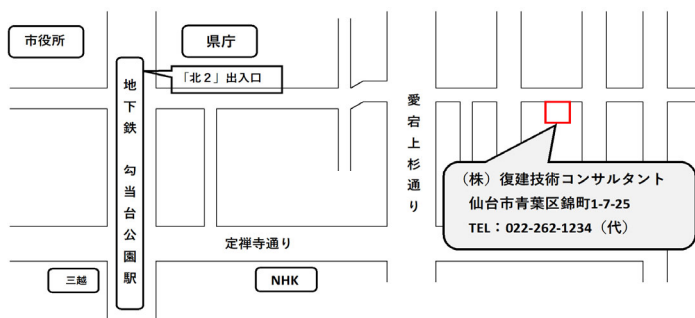 市役所
県庁
「北２」出入口
地下鉄 勾当台公園駅
愛宕上杉通り
（株）復建技術コンサルタント
仙台市青葉区錦町1-7-25
TEL：022-262-1234（代）
定禅寺通り
三越
NHK